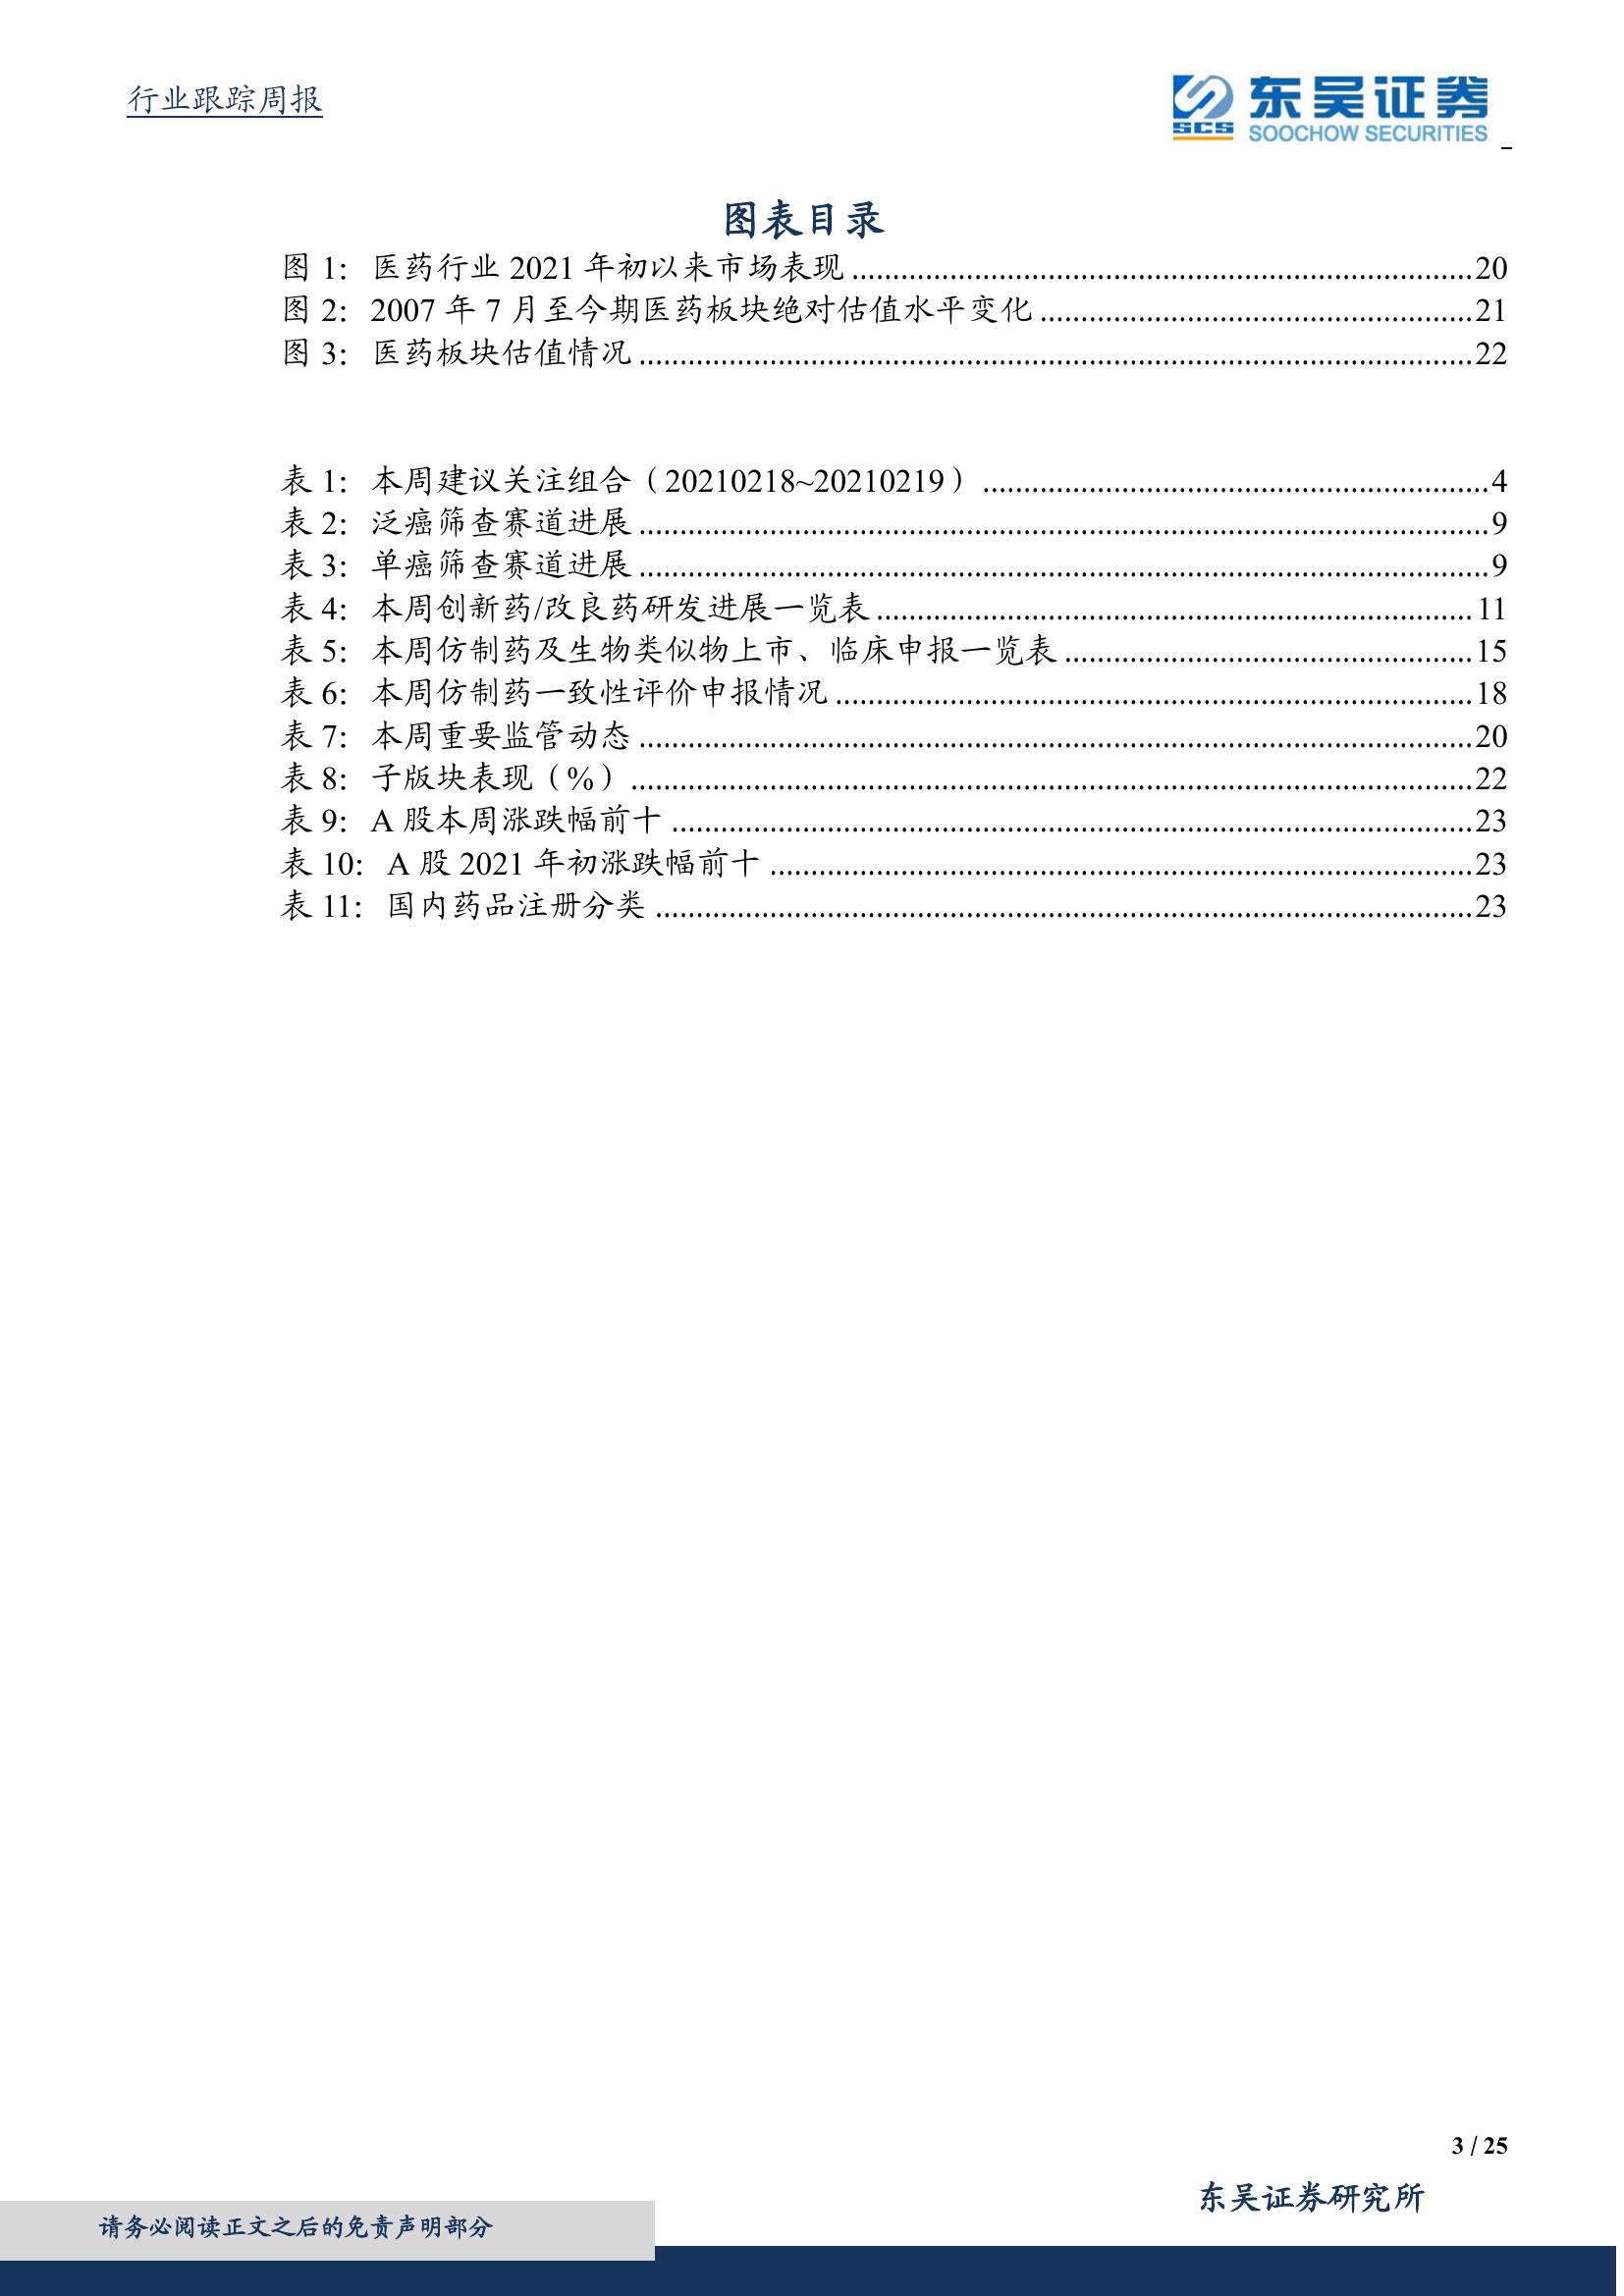 行业跟踪周报
东吴证券
SCS
SOOCHOW SECURITIES
图表目录
图 1: 医药行业 2021 年初以来市场表现 ........................................................................... 20
图 2: 2007 年 7 月至今期医药板块绝对估值水平变化 .................................................... 21
图 3: 医药板块估值情况 ..................................................................................................... 22
表 1: 本周建议关注组合（20210218~20210219） ............................................................. 4
表 2: 泛癌筛查赛道进展 ....................................................................................................... 9
表 3: 单癌筛查赛道进展 ....................................................................................................... 9
表 4: 本周创新药/改良药研发进展一览表 ........................................................................ 11
表 5: 本周仿制药及生物类似物上市、临床申报一览表 ................................................. 15
表 6: 本周仿制药一致性评价申报情况 ............................................................................. 18
表 7: 本周重要监管动态 ..................................................................................................... 20
表 8: 子版块表现（%） ...................................................................................................... 22
表 9: A 股本周涨跌幅前十 ................................................................................................. 23
表 10: A 股 2021 年初涨跌幅前十 ..................................................................................... 23
表 11: 国内药品注册分类 ................................................................................................... 23
3 / 25
东吴证券研究所
请务必阅读正文之后的免责声明部分